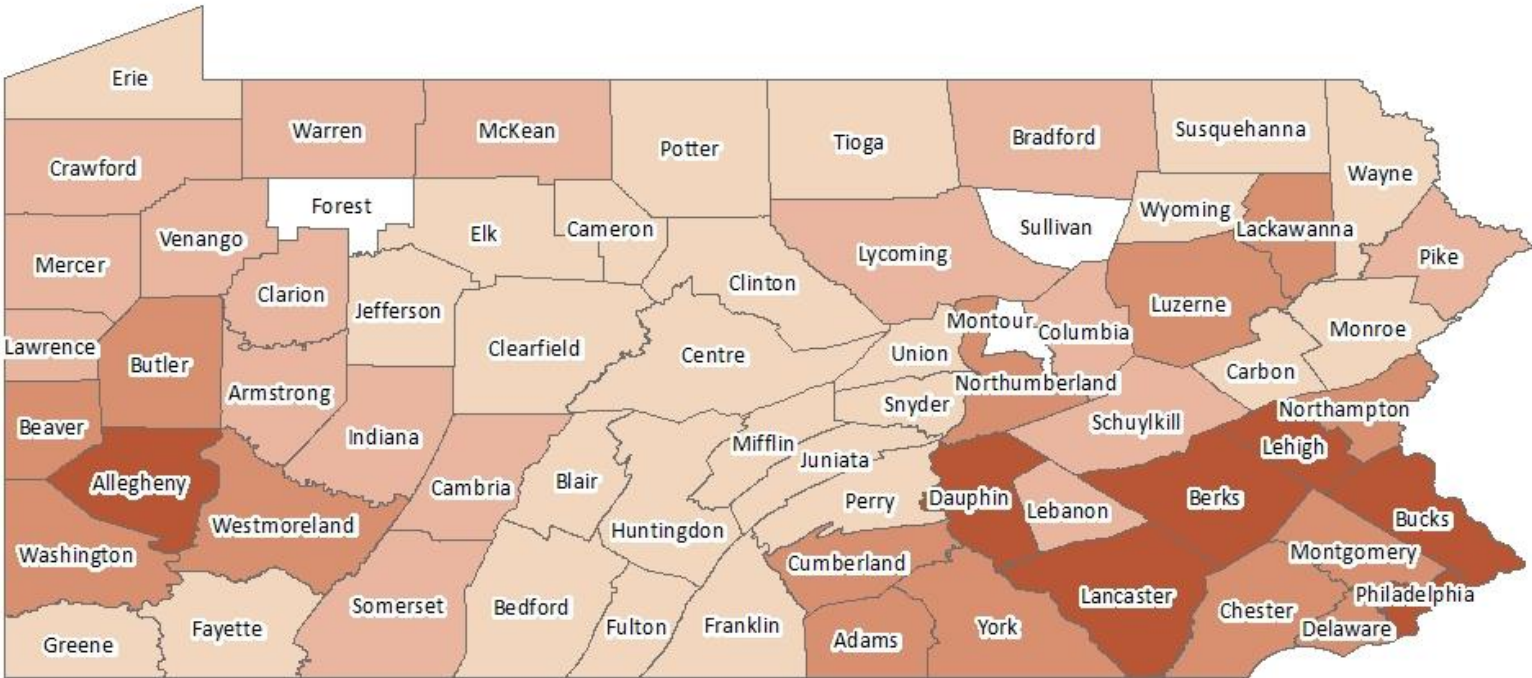 Erie
Warren
McKean
Potter
Tioga
Bradford
Susquehanna
Wayne
Crawford
Forest
Sullivan
Wyoming
Lackawanna
Venango
Elk
Cameron
Mercer
Lycoming
Pike
Clarion
Clinton
Jefferson
Luzerne
Lawrence
Butler
Clearfield
Centre
Union
Montour
Columbia
Monroe
Carbon
Armstrong
Northumberland
Snyder
Northampton
Beaver
Indiana
Mifflin
Schuylkill
Lehigh
Allegheny
Cambria
Blair
Juniata
Perry
Dauphin
Lebanon
Berks
Westmoreland
Huntingdon
Bucks
Washington
Cumberland
Montgomery
Somerset
Bedford
Lancaster
Philadelphia
Greene
Fayette
Fulton
Franklin
Adams
York
Chester
Delaware